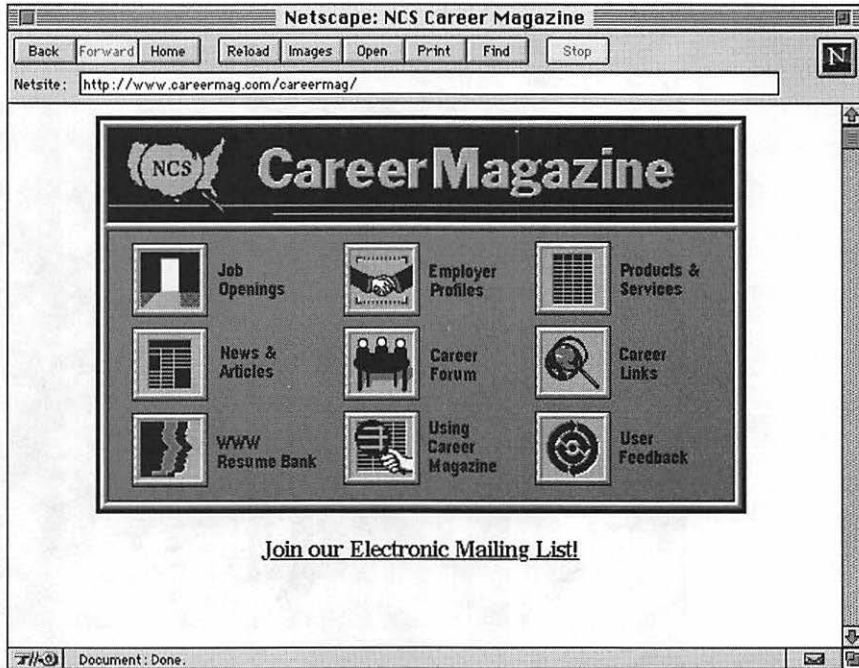 Netscape: NCS Career Magazine
Back Forward Home Reload Images Open Print Find Stop
N
Netsite: http://www.careermag.com/careermag/
NCS CareerMagazine
Job
Openings
Employer
Profiles
Products &
Services
News &
Articles
Career
Forum
Career
Links
WWW
Resume Bank
Using
Career
Magazine
User
Feedback
Join our Electronic Mailing List!
Document: Done.